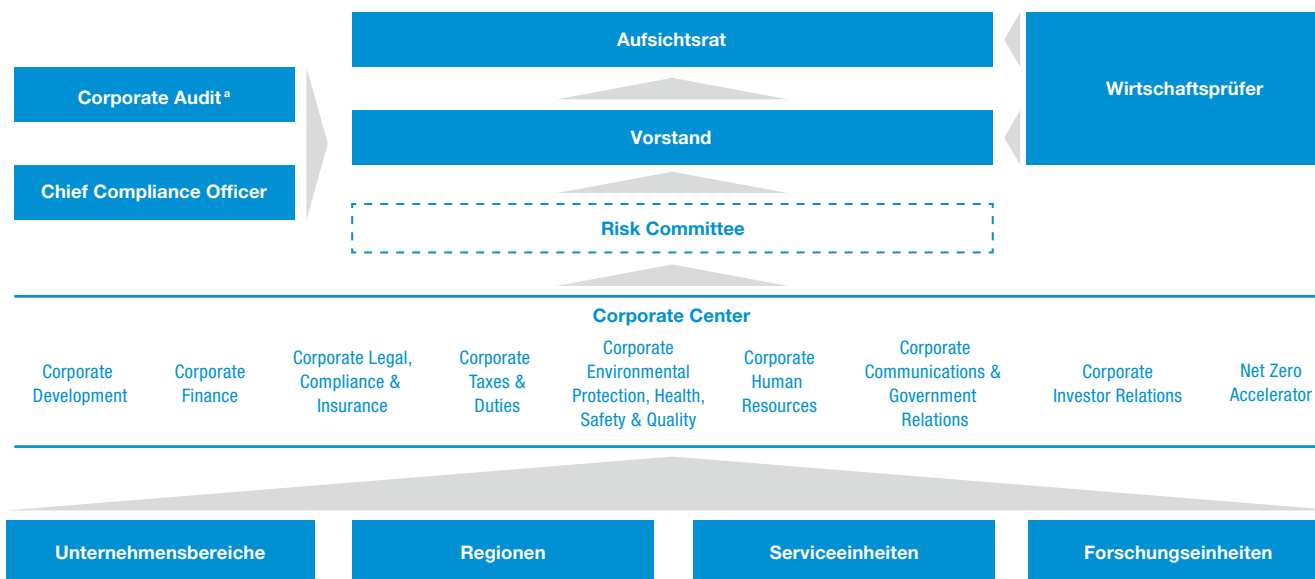 Aufsichtsrat
Corporate Audit ª
Wirtschaftsprüfer
Vorstand
Chief Compliance Officer
Risk Committee
Corporate Center
Corporate
Development
Corporate
Finance
Corporate Legal,
Compliance &
Insurance
Corporate
Taxes &
Duties
Corporate
Environmental
Protection, Health,
Safety & Quality
Corporate
Human
Resources
Corporate
Communications &
Government
Relations
Corporate
Investor Relations
Net Zero
Accelerator
Unternehmensbereiche
Regionen
Serviceeinheiten
Forschungseinheiten